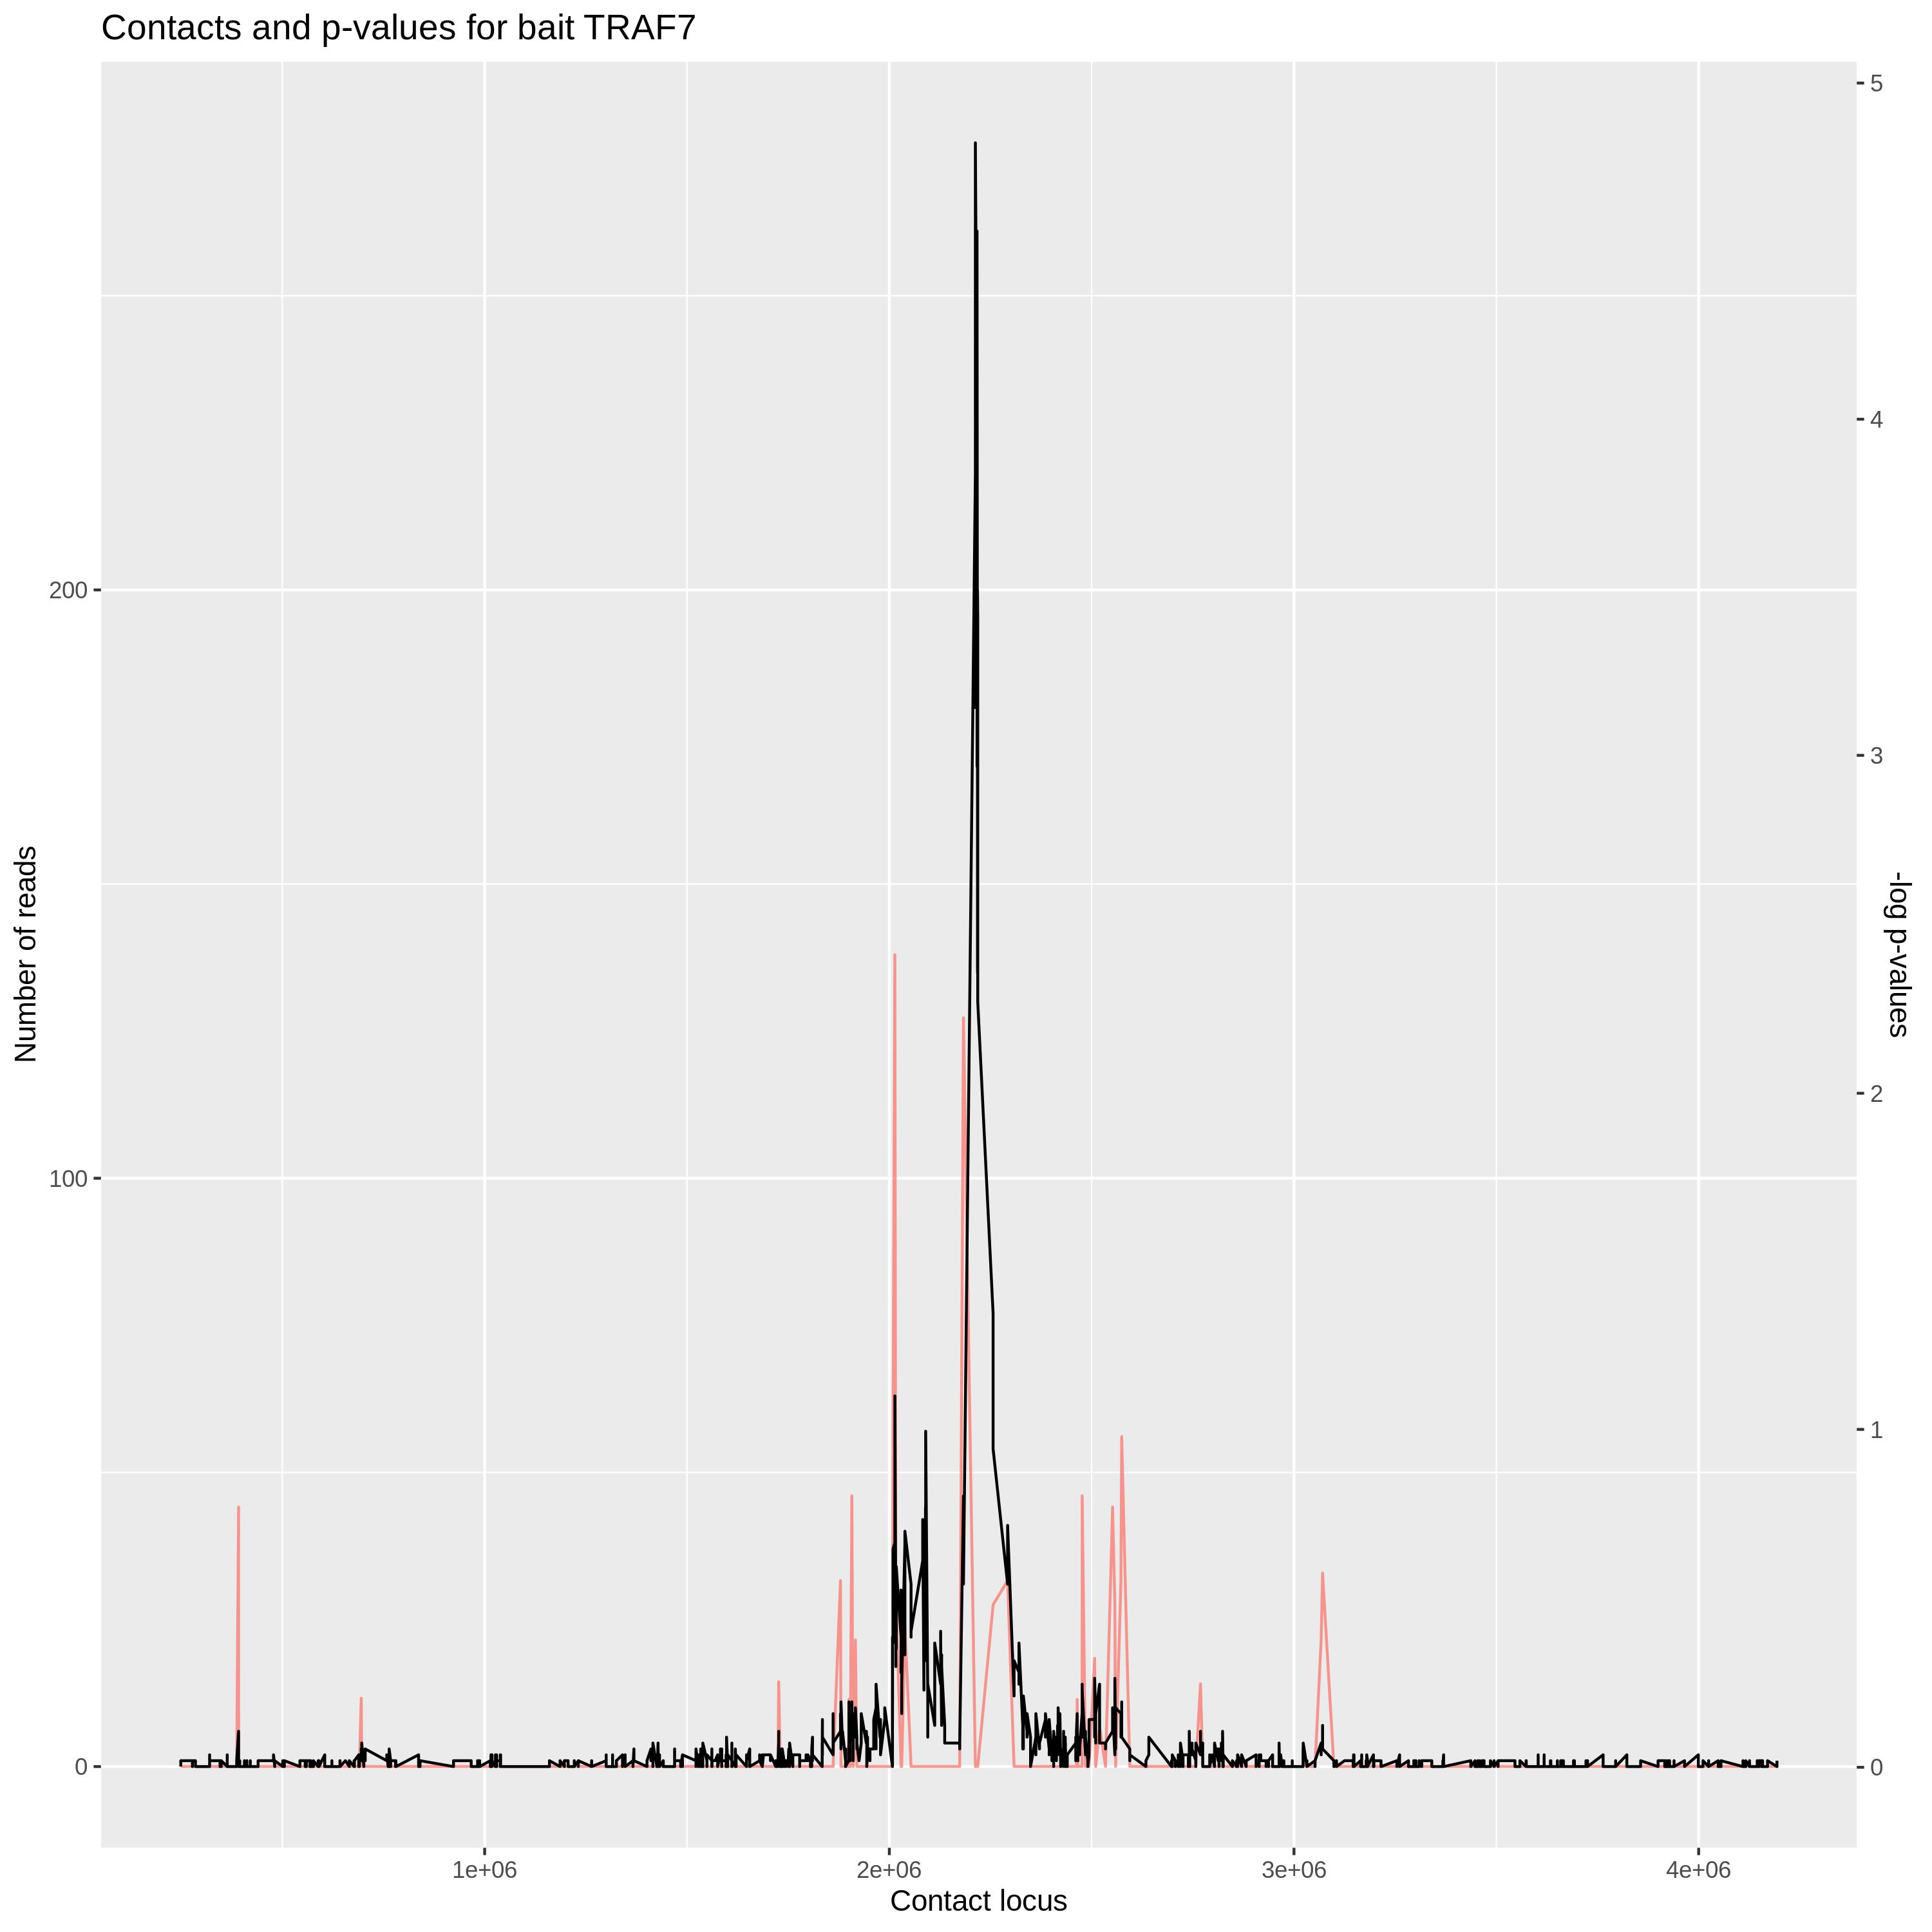 Contacts and p-values for bait TRAF7
5
4
200
3
Number of reads
-log p-values
2
100
1
0
0
1e+06
2e+06
3e+06
4e+06
Contact locus